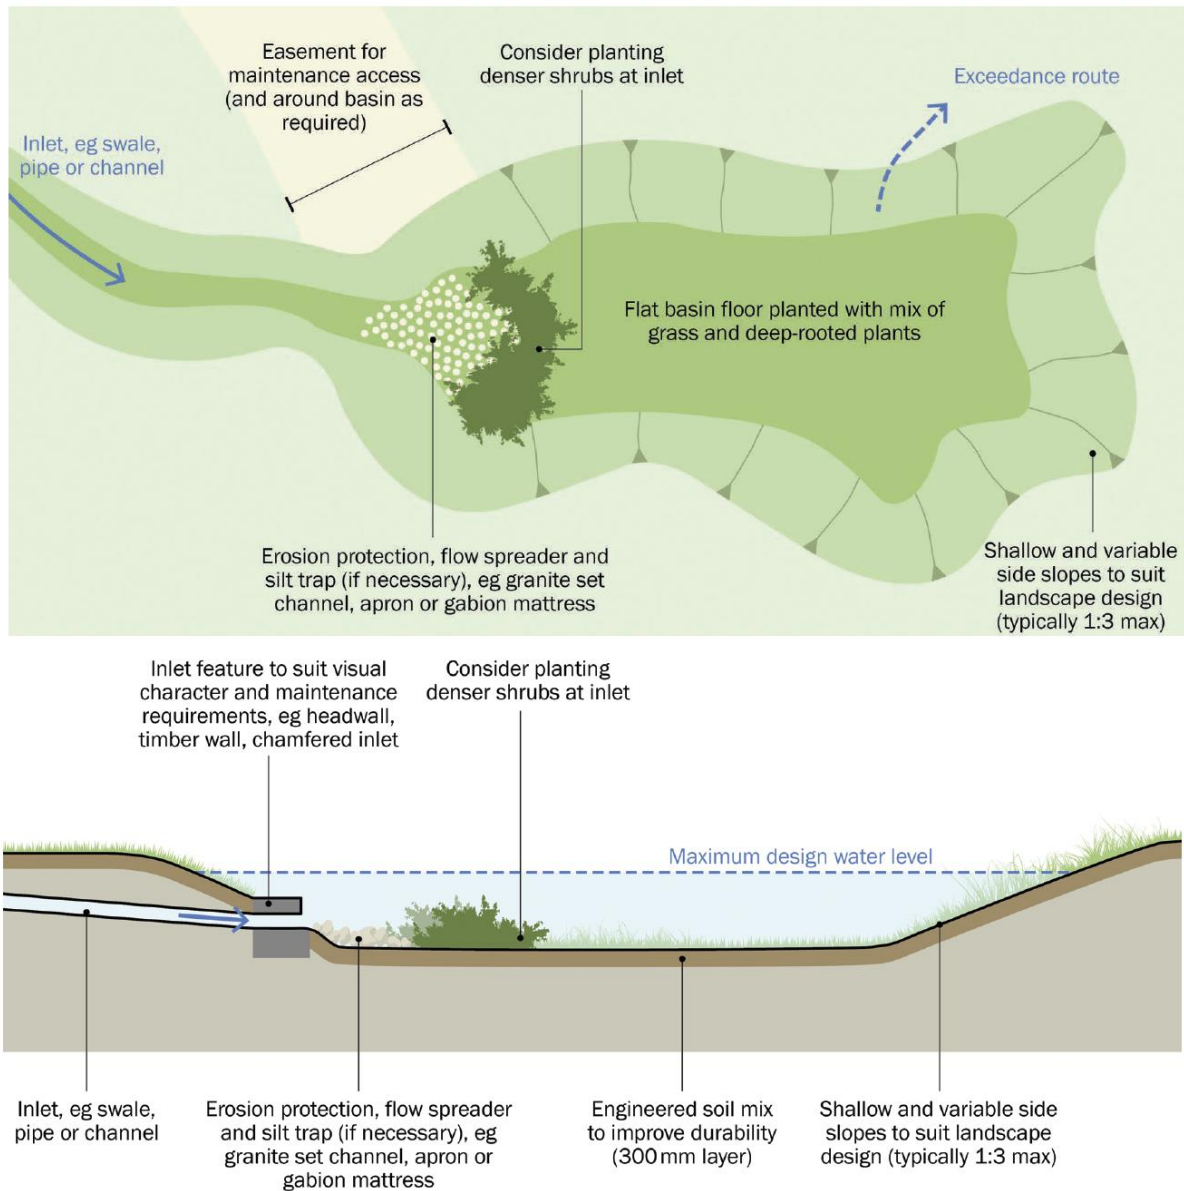 Easement for
maintenance access
(and around basin as
required)
Consider planting
denser shrubs at inlet
Exceedance route
Inlet, eg swale,
pipe or channel
Flat basin floor planted with mix of
grass and deep-rooted plants
Erosion protection, flow spreader and
silt trap (if necessary), eg granite set
channel, apron or gabion mattress
Shallow and variable
side slopes to suit
landscape design
(typically 1:3 max)
Inlet feature to suit visual
character and maintenance
requirements, eg headwall,
timber wall, chamfered inlet
Consider planting
denser shrubs at inlet
Maximum design water level
Inlet, eg swale,
pipe or channel
Erosion protection, flow spreader
and silt trap (if necessary), eg
granite set channel, apron or
gabion mattress
Engineered soil mix
to improve durability
(300mm layer)
Shallow and variable side
slopes to suit landscape
design (typically 1:3 max)